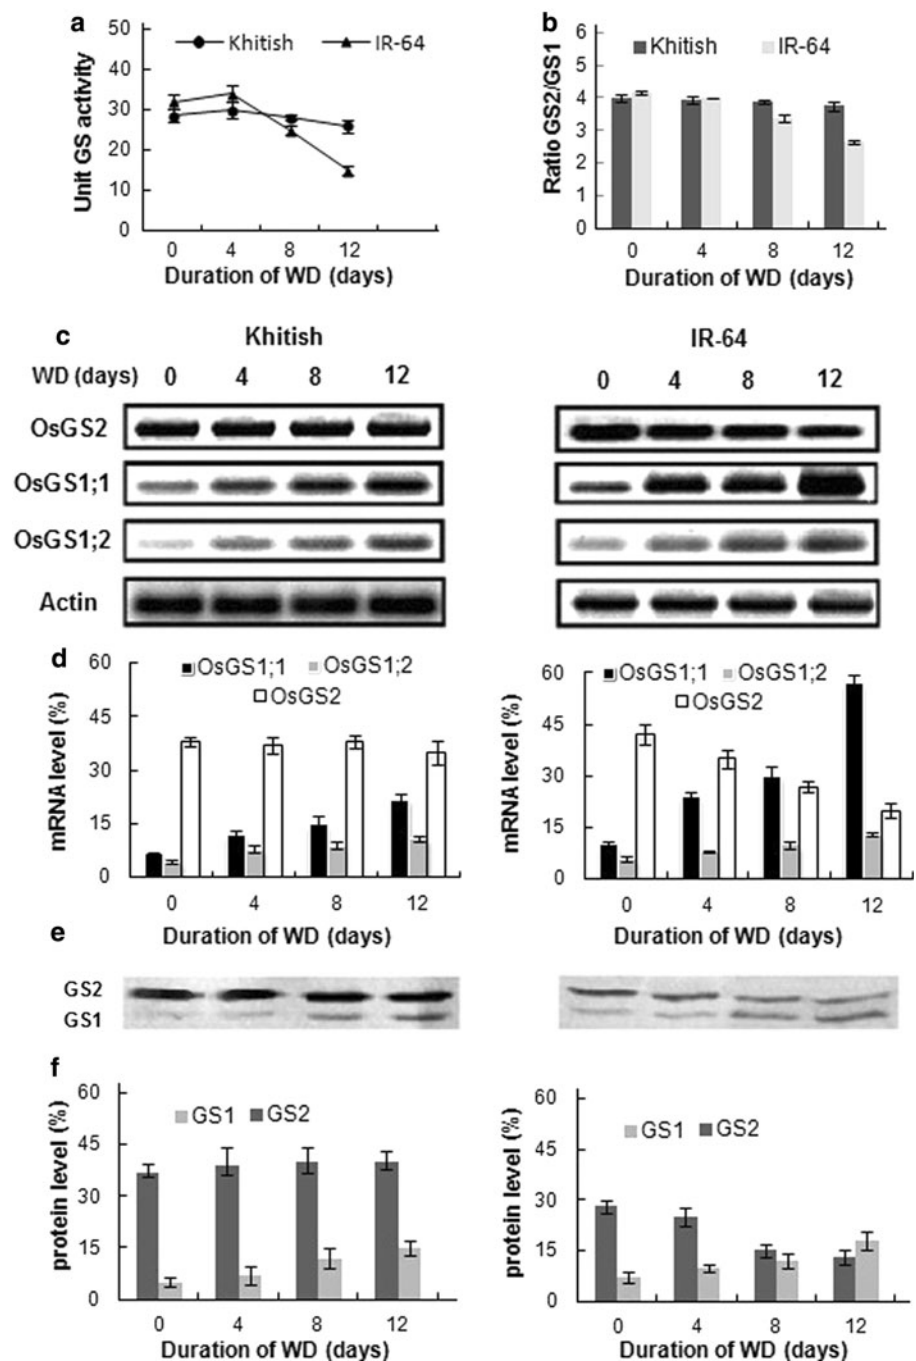 a
50
40
30
20
10
0
Khitish IR-64
Unit GS activity
0 4 8 12
Duration of WD (days)
b
6
5
4
3
2
1
0
Khitish IR-64
Ratio GS2/GS1
0 4 8 12
Duration of WD (days)
c
Khitish
WD (days) 0 4 8 12
IR-64
0 4 8 12
OsGS2
OsGS1;1
OsGS1;2
Actin
d
60
45
30
15
0
OsGS1;1 OsGS1;2
OsGS2
mRNA level (%)
0 4 8 12
Duration of WD (days)
60
45
30
15
0
OsGS1;1 OsGS1;2
OsGS2
mRNA level (%)
0 4 8 12
Duration of WD (days)
e
GS2
GS1
f
60
45
30
15
0
GS1 GS2
protein level (%)
0 4 8 12
Duration of WD (days)
60
45
30
15
0
GS1 GS2
protein level (%)
0 4 8 12
Duration of WD (days)